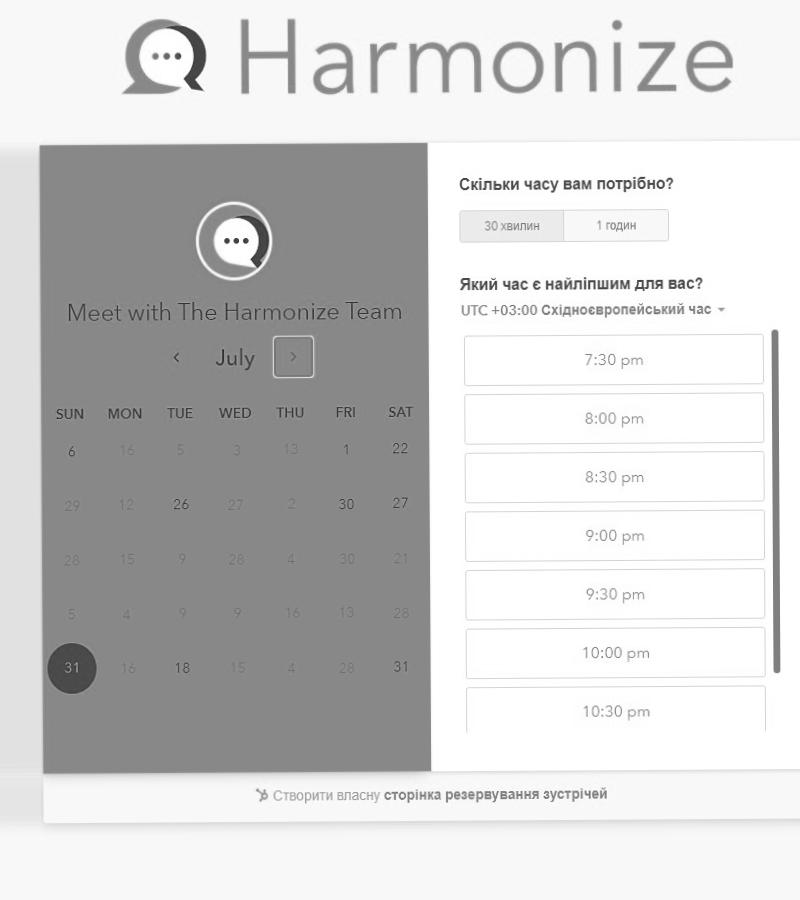 Harmonize
Meet with The Harmonize Team
July
SUN MON TUE WED THU FRI SAT
6 16 5 3 13 1 22
29 12 26 27 2 30 27
28 15 9 28 4 30 21
5 4 9 9 16 13 28
31 16 18 15 4 28 31
Скільки часу вам потрібно?
30 хвилин 1 годин
Який час є найліпшим для вас?
UTC +03:00 Східноєвропейський час
7:30 pm
8:00 pm
8:30 pm
9:00 pm
9:30 pm
10:00 pm
10:30 pm
Створити власну сторінка резервування зустрічей